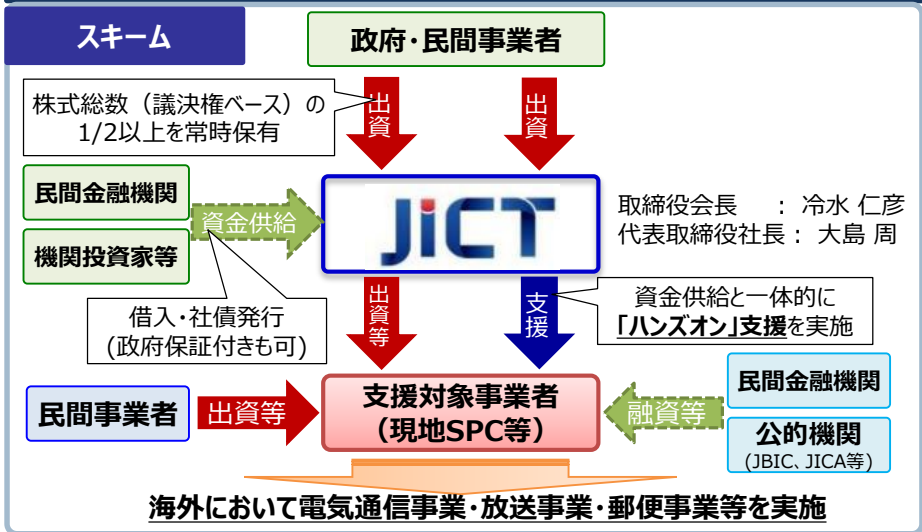 スキーム
政府・民間事業者
株式総数（議決権ベース）の
1/2以上を常時保有
出資
出資
民間金融機関
機関投資家等
資金供給
JiCT
取締役会長　： 冷水 仁彦
代表取締役社長： 大島 周
借入・社債発行
(政府保証付きも可)
出資等
支援
資金供給と一体的に
「ハンズオン」支援を実施
民間事業者
出資等
支援対象事業者
（現地SPC等）
融資等
民間金融機関
公的機関
(JBIC、JICA等)
海外において電気通信事業・放送事業・郵便事業等を実施